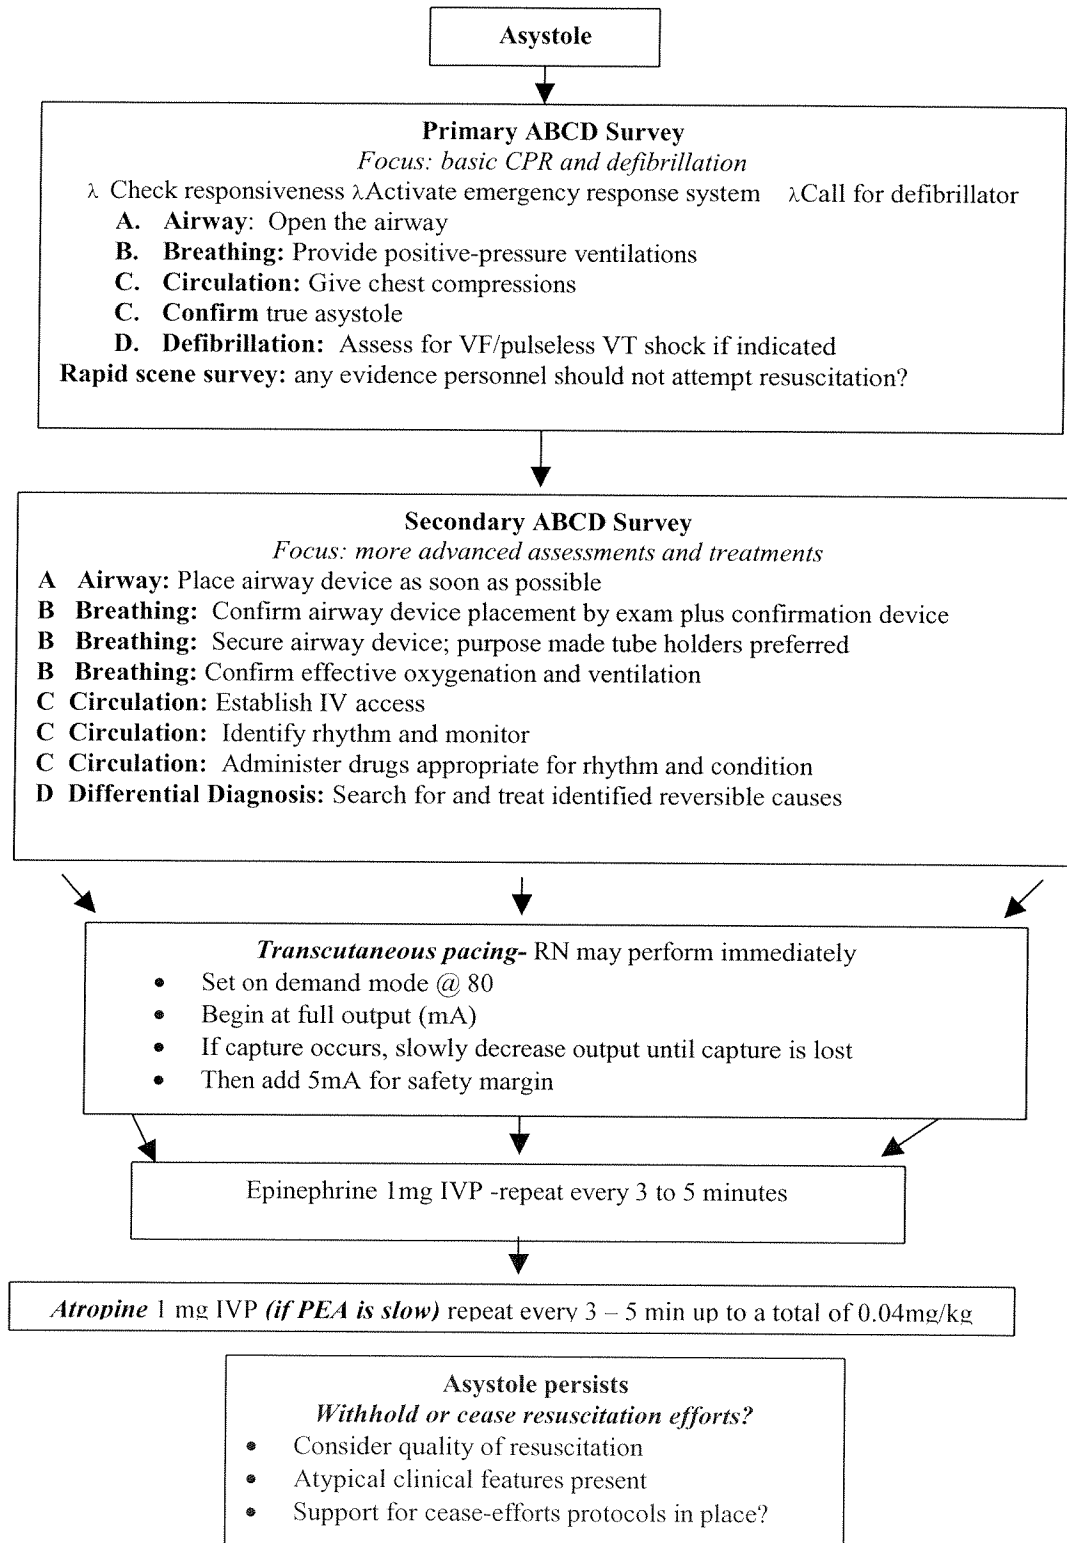 Asystole
Primary ABCD Survey
Focus: basic CPR and defibrillation
λ Check responsiveness λActivate emergency response system λCall for defibrillator
A. Airway: Open the airway
B. Breathing: Provide positive-pressure ventilations
C. Circulation: Give chest compressions
C. Confirm true asystole
D. Defibrillation: Assess for VF/pulseless VT shock if indicated
Rapid scene survey: any evidence personnel should not attempt resuscitation?
Secondary ABCD Survey
Focus: more advanced assessments and treatments
A Airway: Place airway device as soon as possible
B Breathing: Confirm airway device placement by exam plus confirmation device
B Breathing: Secure airway device; purpose made tube holders preferred
B Breathing: Confirm effective oxygenation and ventilation
C Circulation: Establish IV access
C Circulation: Identify rhythm and monitor
C Circulation: Administer drugs appropriate for rhythm and condition
D Differential Diagnosis: Search for and treat identified reversible causes
Transcutaneous pacing- RN may perform immediately
• Set on demand mode @ 80
• Begin at full output (mA)
• If capture occurs, slowly decrease output until capture is lost
• Then add 5mA for safety margin
Epinephrine 1mg IVP -repeat every 3 to 5 minutes
Atropine 1 mg IVP (if PEA is slow) repeat every 3 – 5 min up to a total of 0.04mg/kg
Asystole persists
Withhold or cease resuscitation efforts?
• Consider quality of resuscitation
• Atypical clinical features present
• Support for cease-efforts protocols in place?